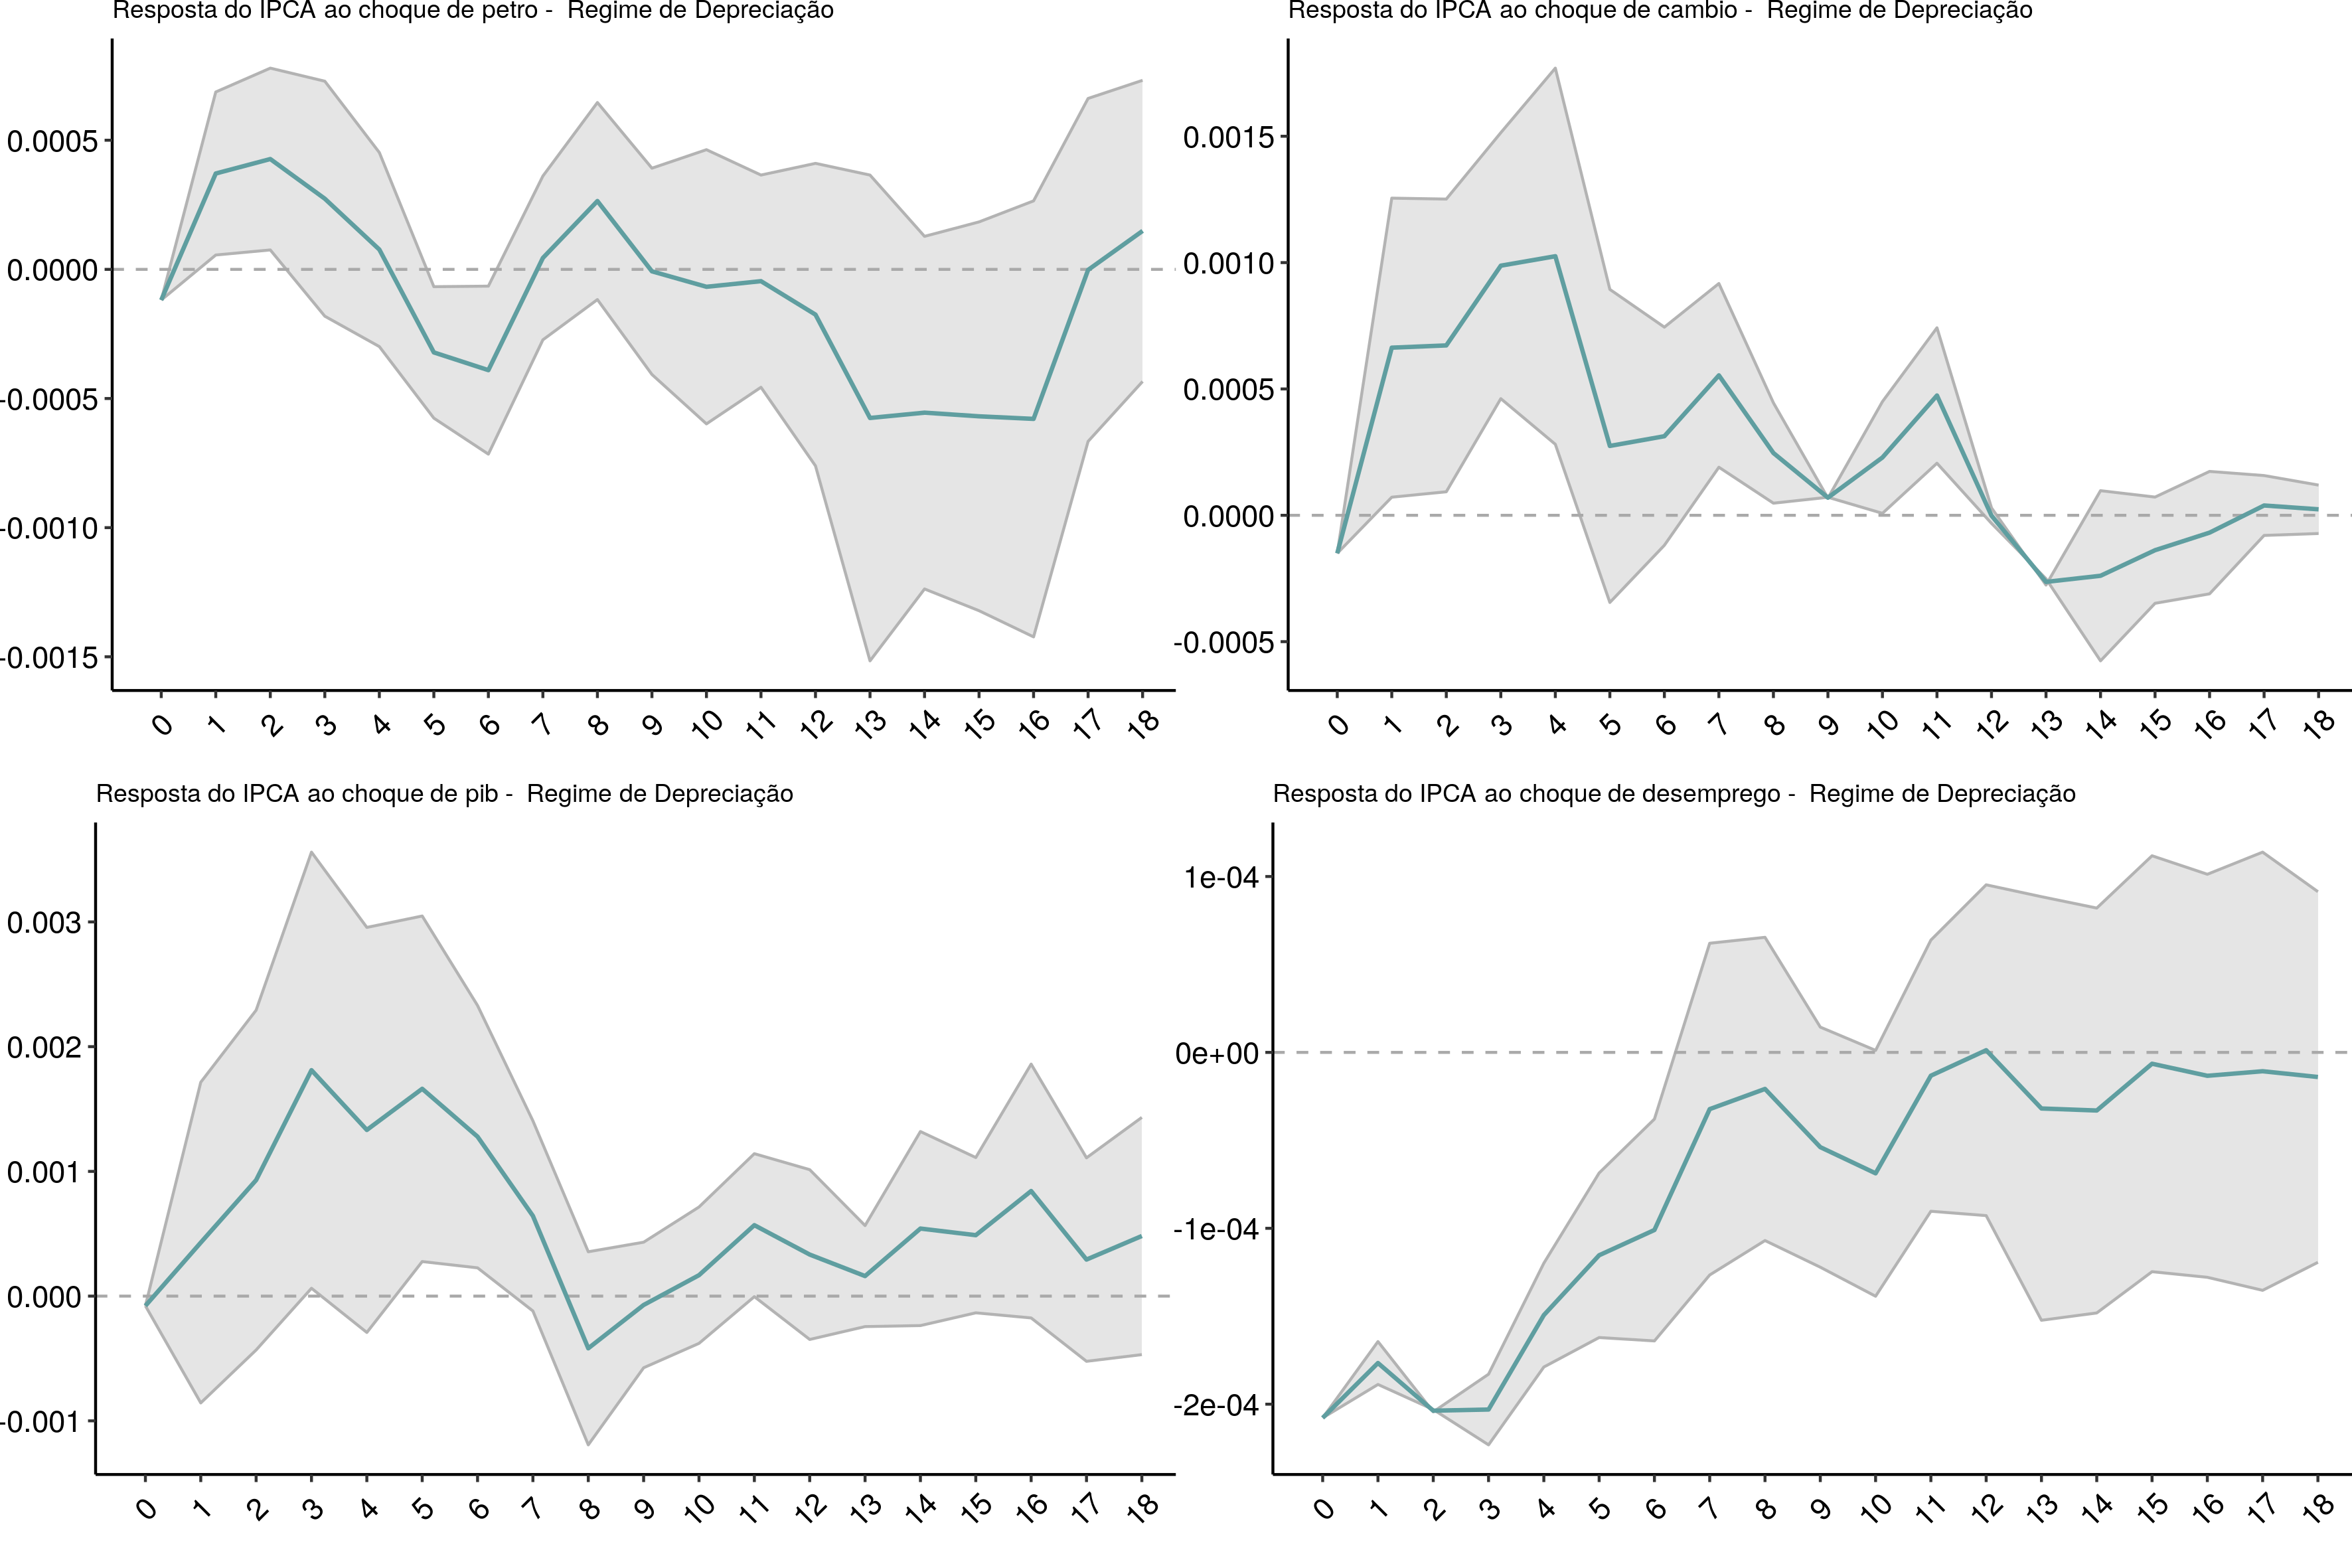 Resposta do IPCA ao choque de petro -  Regime de Depreciação
0.0005
0.0000
-0.0005
-0.0010
-0.0015
0 1 2 3 4 5 6 7 8 9 10 11 12 13 14 15 16 17 18
Resposta do IPCA ao choque de cambio -  Regime de Depreciação
0.0015
0.0010
0.0005
0.0000
-0.0005
0 1 2 3 4 5 6 7 8 9 10 11 12 13 14 15 16 17 18
Resposta do IPCA ao choque de pib -  Regime de Depreciação
0.003
0.002
0.001
0.000
-0.001
0 1 2 3 4 5 6 7 8 9 10 11 12 13 14 15 16 17 18
Resposta do IPCA ao choque de desemprego -  Regime de Depreciação
1e-04
0e+00
-1e-04
-2e-04
0 1 2 3 4 5 6 7 8 9 10 11 12 13 14 15 16 17 18